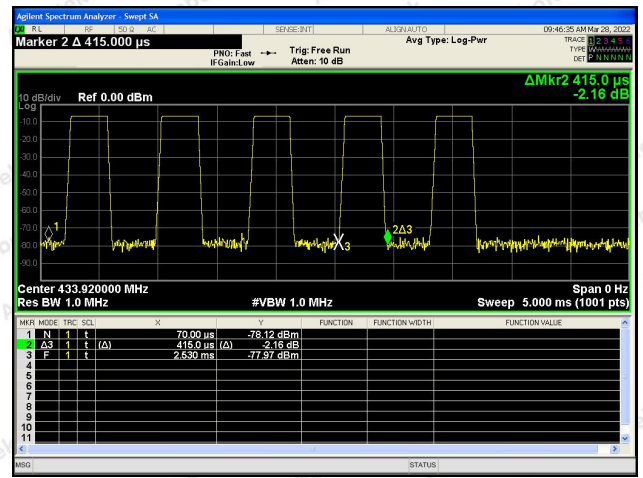 Agilent Spectrum Analyzer - Swept SA
RL RF 50 Ω AC SENSE:INT ALIGN AUTO 09:46:35 AM Mar 28, 2022
Marker 2 Δ 415.000 µs
PNO: Fast
IFGain:Low
Trig: Free Run
Atten: 10 dB
Avg Type: Log-Pwr
TRACE 1 2 3 4 5 6
TYPE
DET P N N N N N
ΔMkr2 415.0 µs
-2.16 dB
10 dB/div Ref 0.00 dBm
Log
-10.0
-20.0
-30.0
-40.0
-50.0
-60.0
-70.0
-80.0
-90.0
1
2Δ3
3
Center 433.920000 MHz Span 0 Hz
Res BW 1.0 MHz #VBW 1.0 MHz Sweep 5.000 ms (1001 pts)
MKR MODE TRC SCL X Y FUNCTION FUNCTION WIDTH FUNCTION VALUE
1 N 1 t 70.00 µs -78.12 dBm
2 Δ3 1 t (Δ) 415.0 µs (Δ) -2.16 dB
3 F 1 t 2.530 ms -77.97 dBm
4
5
6
7
8
9
10
11
MSG STATUS